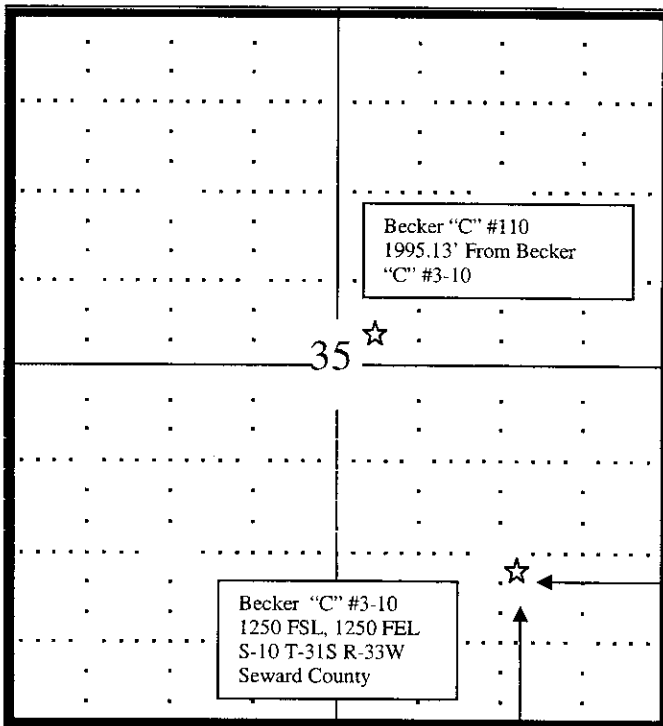 Becker “C” #110
1995.13' From Becker
“C” #3-10
35
Becker “C” #3-10
1250 FSL, 1250 FEL
S-10 T-31S R-33W
Seward County